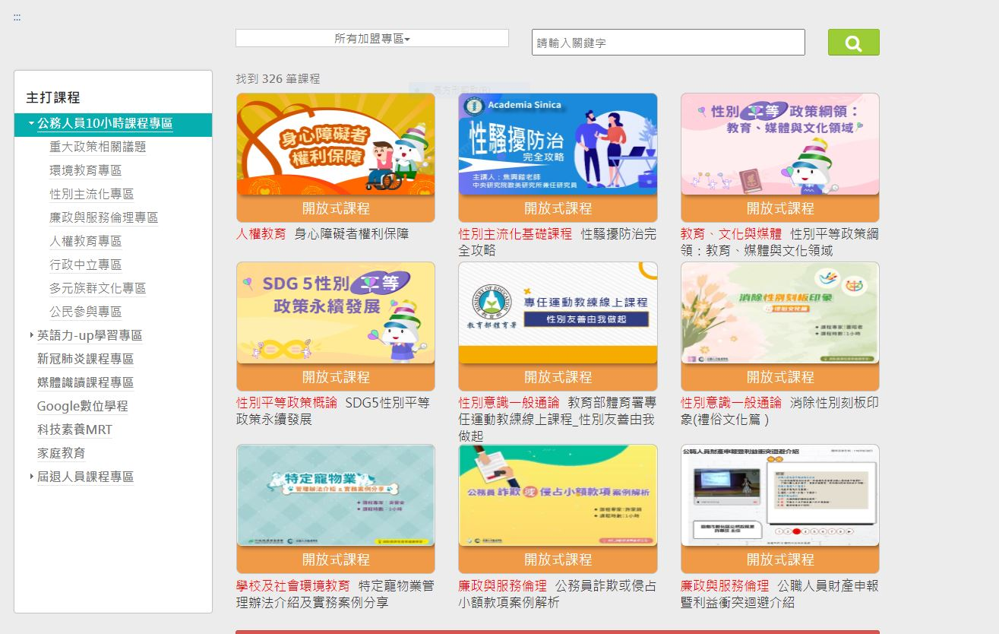 :::
所有加盟專區
請輸入關鍵字
主打課程
公務人員10小時課程專區
重大政策相關議題
環境教育專區
性別主流化專區
廉政與服務倫理專區
人權教育專區
行政中立專區
多元族群文化專區
公民參與專區
英語力-up學習專區
新冠肺炎課程專區
媒體識讀課程專區
Google數位學程
科技素養MRT
家庭教育
屆退人員課程專區
找到 326 筆課程
身心障礙者
權利保障
開放式課程
人權教育 身心障礙者權利保障
Academia Sinica
性騷擾防治
完全攻略
主講人：焦興鎧老師
中央研究院歐美研究所兼任研究員
開放式課程
性別主流化基礎課程 性騷擾防治完
全攻略
性別平等政策綱領：
教育、媒體與文化領域
開放式課程
教育、文化與媒體 性別平等政策綱
領：教育、媒體與文化領域
SDG 5性別平等
政策永續發展
開放式課程
性別平等政策概論 SDG5性別平等
政策永續發展
MINISTRY OF EDUCATION
教育部體育署
專任運動教練線上課程
性別友善由我做起
開放式課程
性別意識一般通論 教育部體育署專
任運動教練線上課程_性別友善由我
做起
消除性別刻板印象
禮俗文化篇
課程時數：1小時
開放式課程
性別意識一般通論 消除性別刻板印
象(禮俗文化篇）
特定寵物業
管理辦法介紹及實務案例分享
課程時數：1小時
開放式課程
學校及社會環境教育 特定寵物業管
理辦法介紹及實務案例分享
公務員詐欺或侵占小額款項案例解析
課程時數：1小時
開放式課程
廉政與服務倫理 公務員詐欺或侵占
小額款項案例解析
公職人員財產申報暨利益衝突迴避介紹
開放式課程
廉政與服務倫理 公職人員財產申報
暨利益衝突迴避介紹